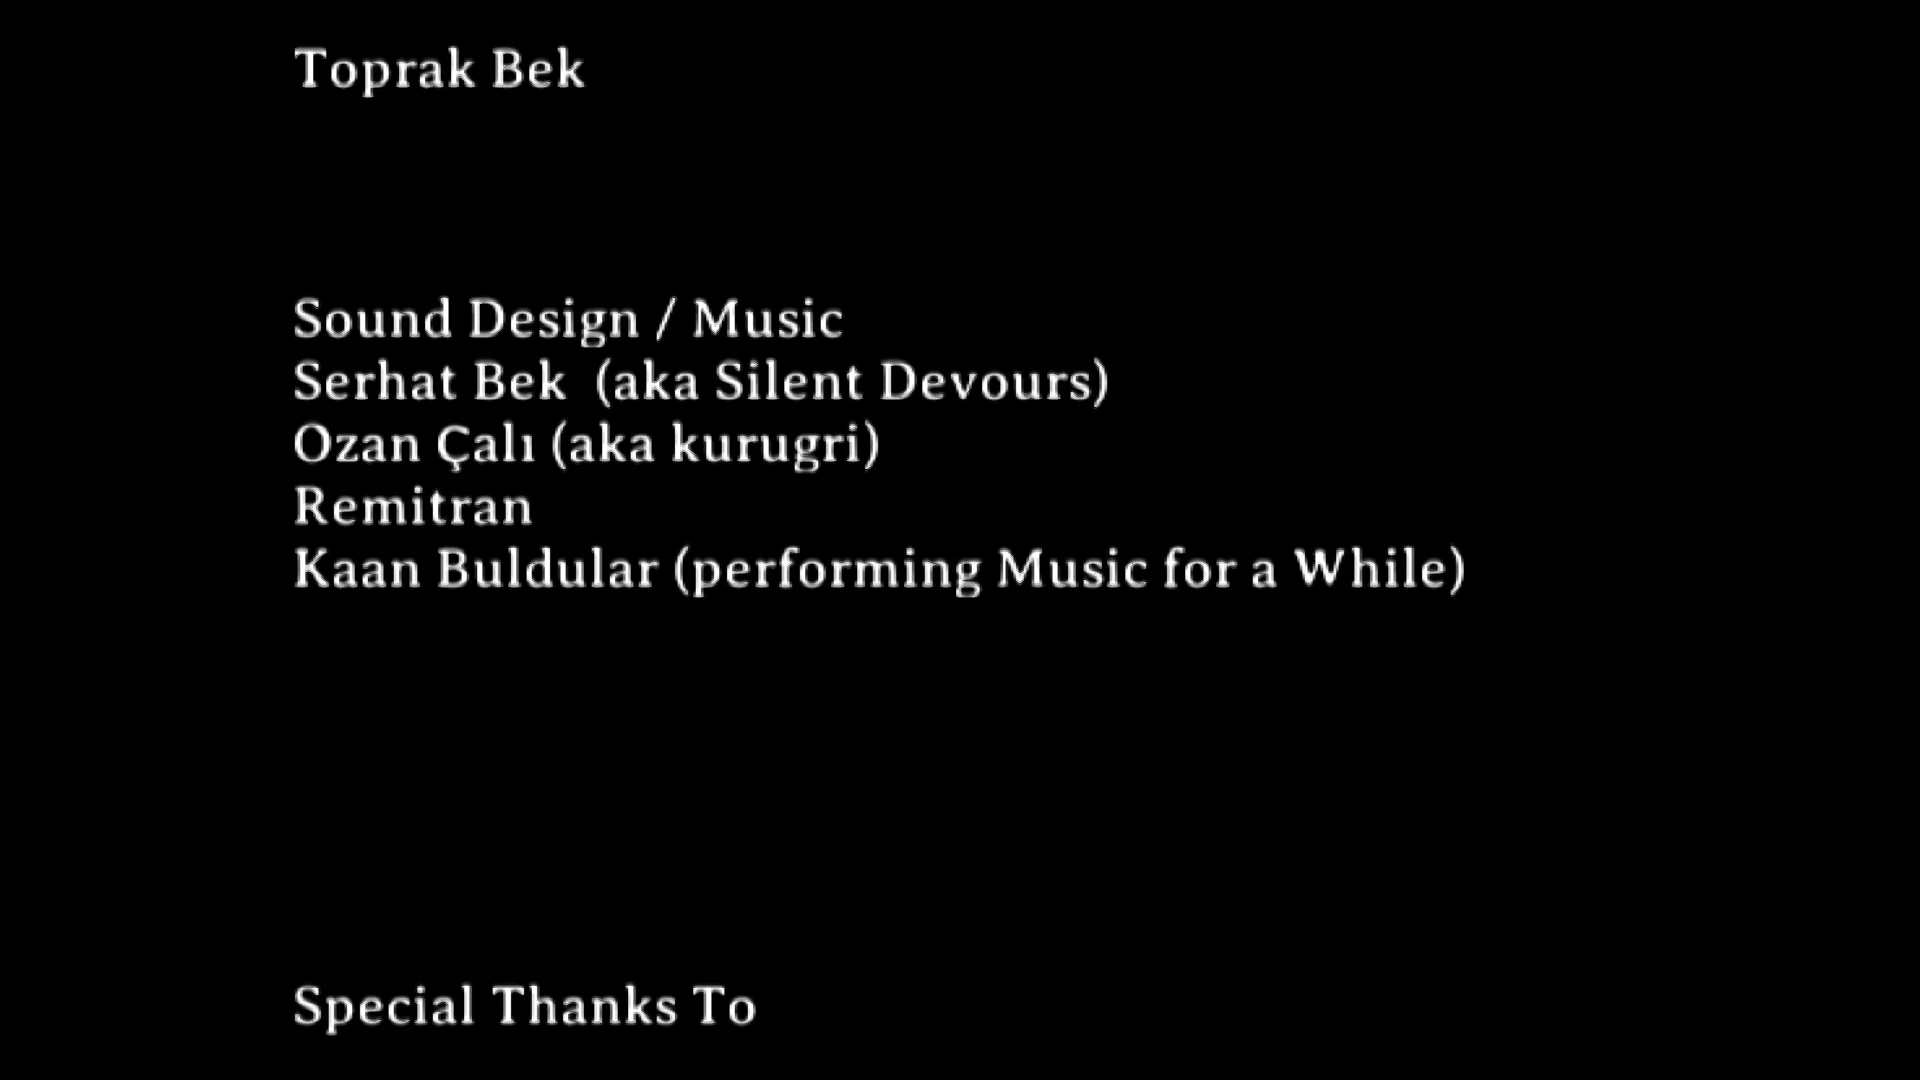 Toprak Bek
Sound Design / Music
Serhat Bek  (aka Silent Devours)
Ozan Çalı (aka kurugri)
Remitran
Kaan Buldular (performing Music for a While)
Special Thanks To